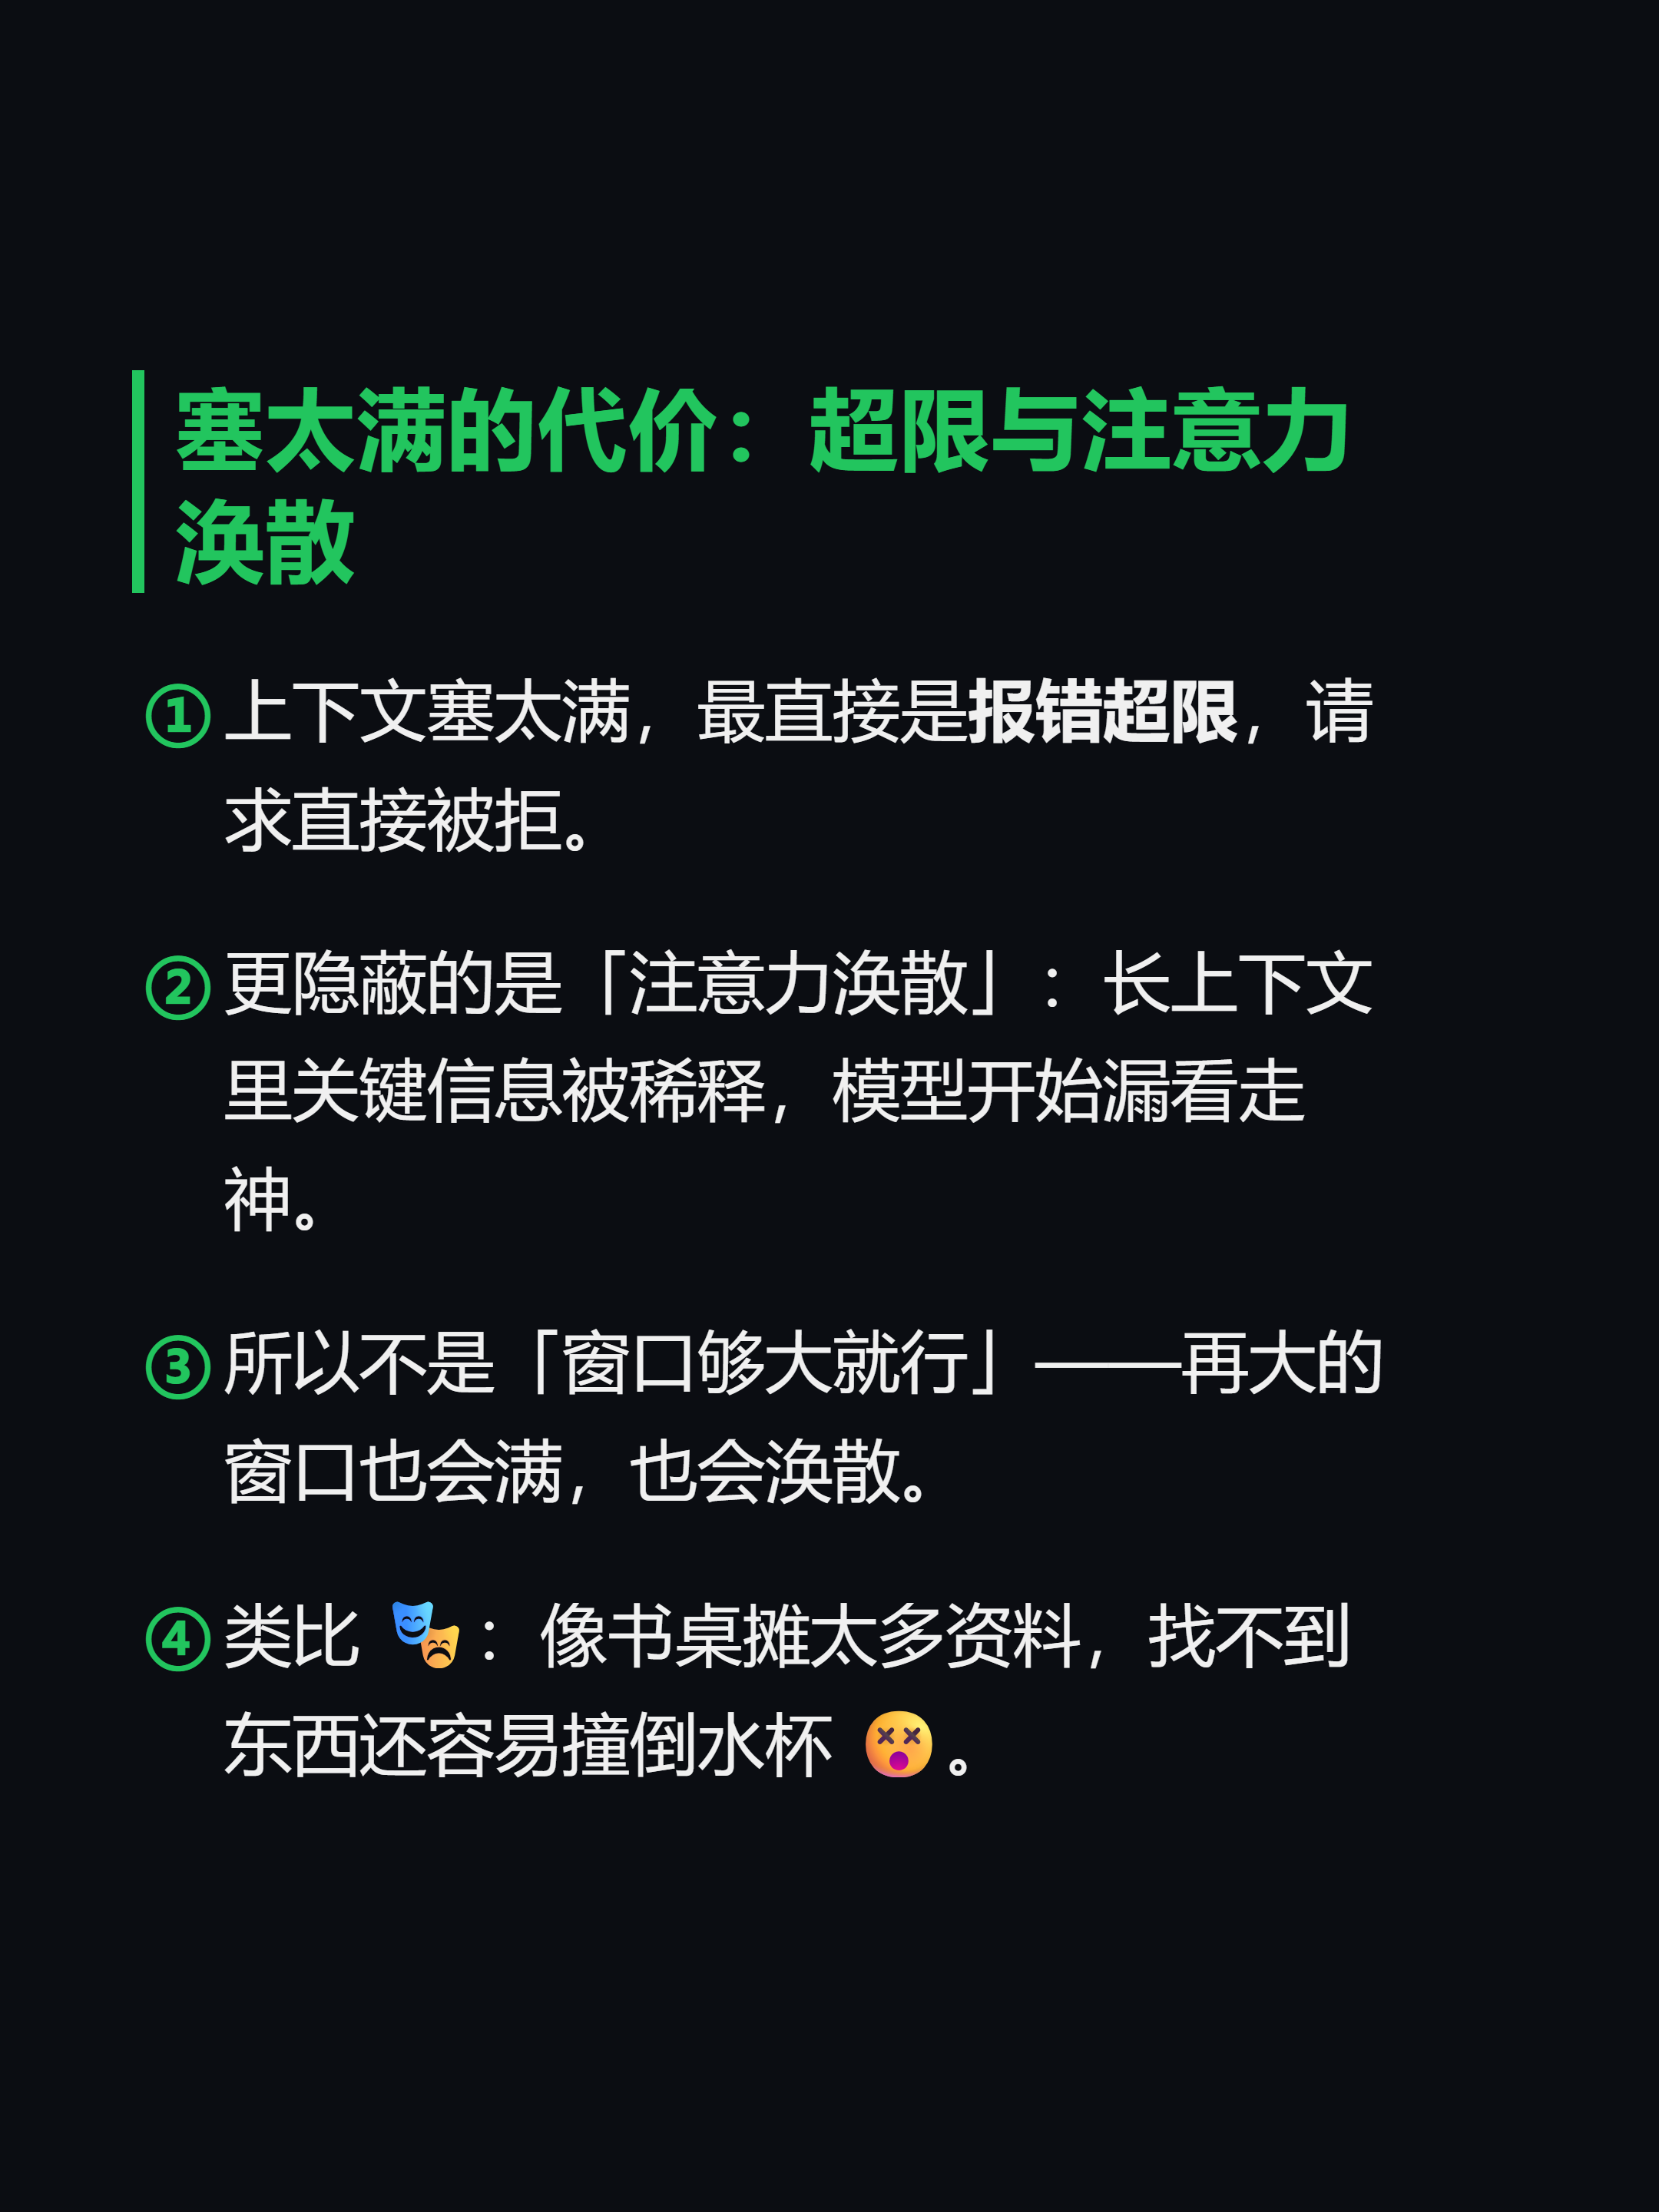 塞太满的代价：超限与注意力
涣散
①上下文塞太满，最直接是报错超限，请
求直接被拒。
②更隐蔽的是「注意力涣散」：长上下文
里关键信息被稀释，模型开始漏看走
神。
③所以不是「窗口够大就行」——再大的
窗口也会满，也会涣散。
④类比 🎭：像书桌摊太多资料，找不到
东西还容易撞倒水杯 😵。